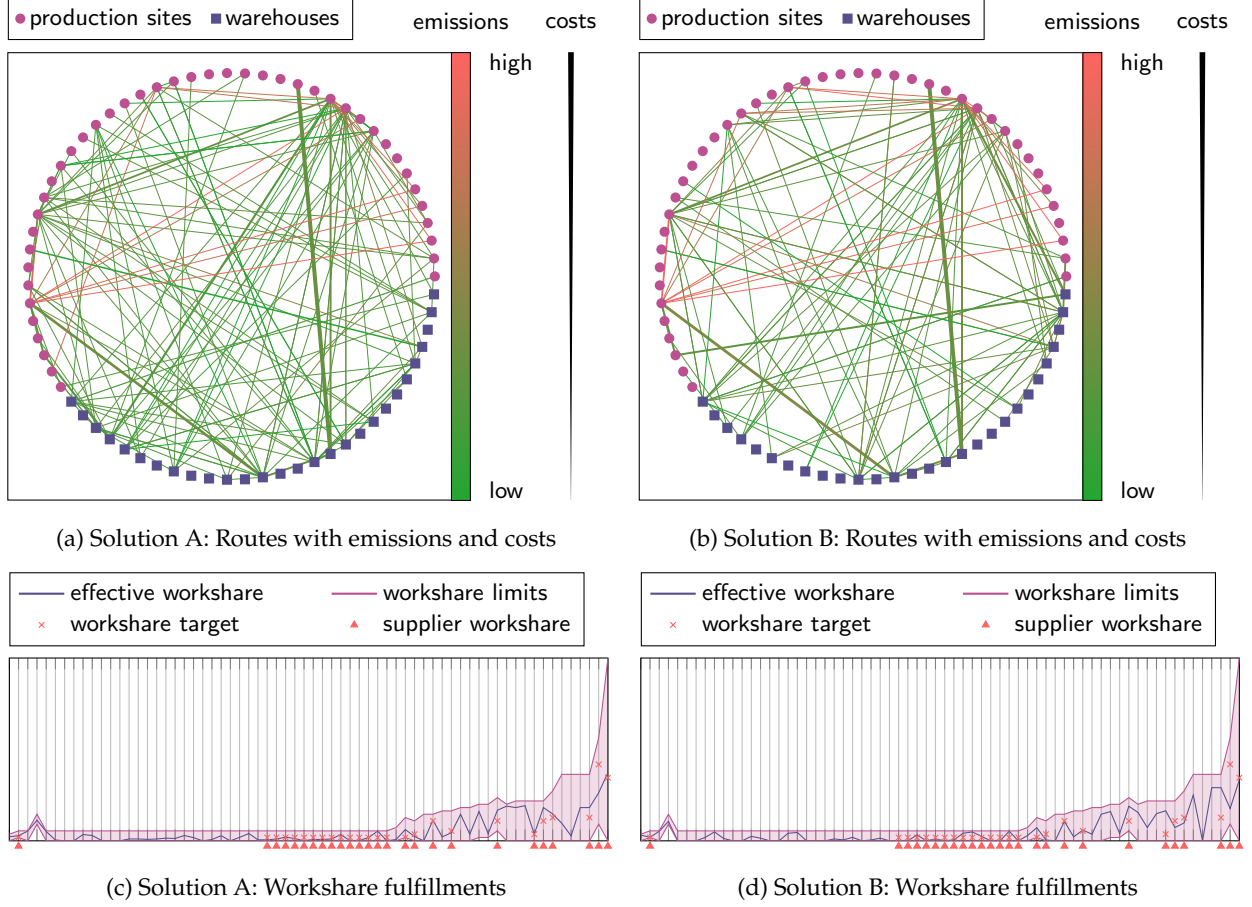 production sites warehouses emissions costs
high
low
(a) Solution A: Routes with emissions and costs
production sites warehouses emissions costs
high
low
(b) Solution B: Routes with emissions and costs
effective workshare workshare limits
workshare target supplier workshare
(c) Solution A: Workshare fulfillments
effective workshare workshare limits
workshare target supplier workshare
(d) Solution B: Workshare fulfillments